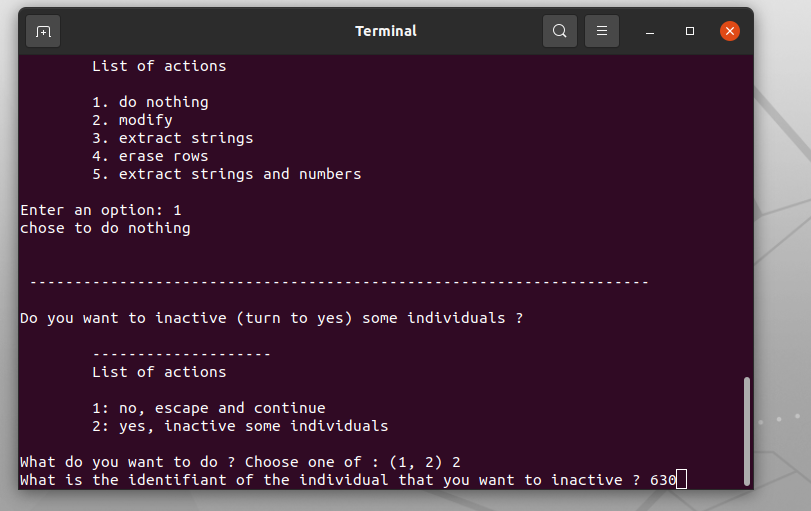 Terminal
List of actions
1. do nothing
2. modify
3. extract strings
4. erase rows
5. extract strings and numbers
Enter an option: 1
chose to do nothing
---------------------------------------------------------------------
Do you want to inactive (turn to yes) some individuals ?
--------------------
List of actions
1: no, escape and continue
2: yes, inactive some individuals
What do you want to do ? Choose one of : (1, 2) 2
What is the identifiant of the individual that you want to inactive ? 630